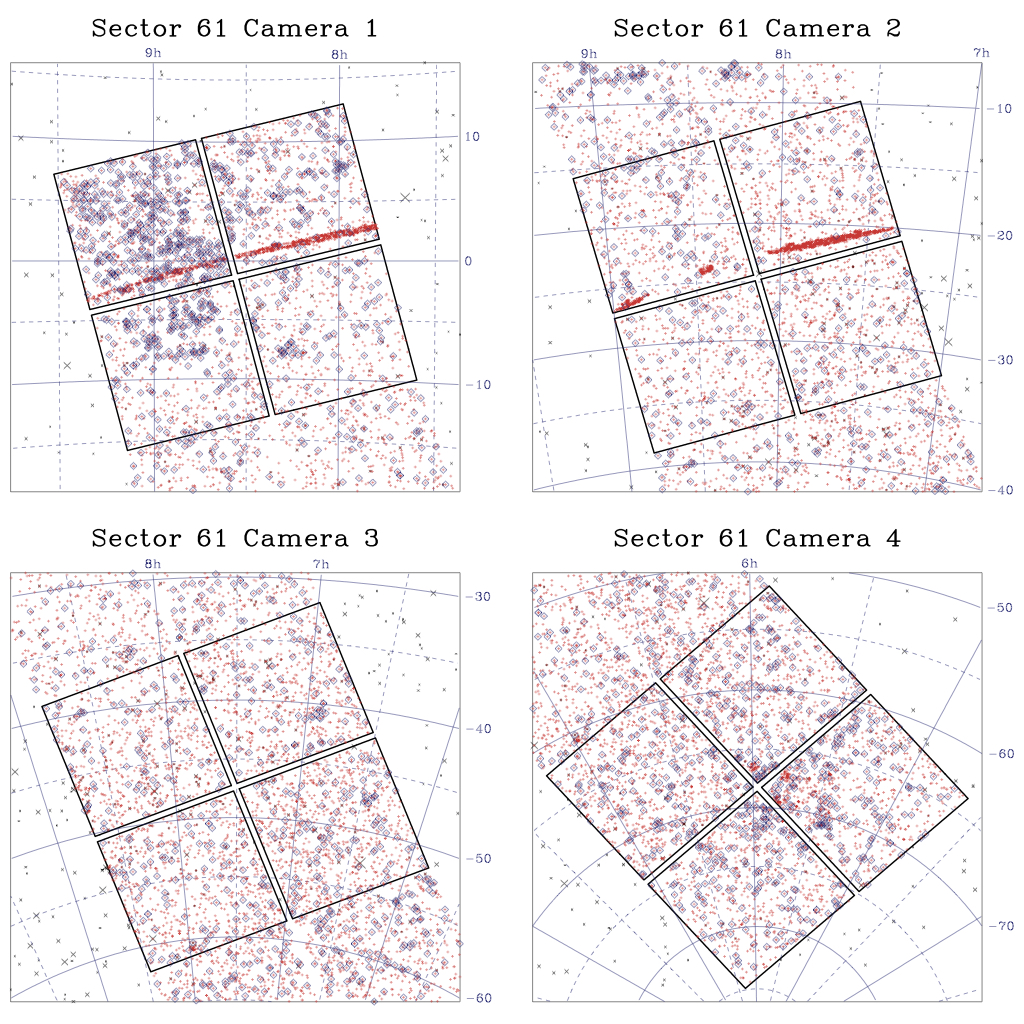 Sector 61 Camera 1
9h 8h
10
0
-10
Sector 61 Camera 2
9h 8h 7h
-10
-20
-30
-40
Sector 61 Camera 3
8h 7h
-30
-40
-50
-60
Sector 61 Camera 4
6h
-50
-60
-70